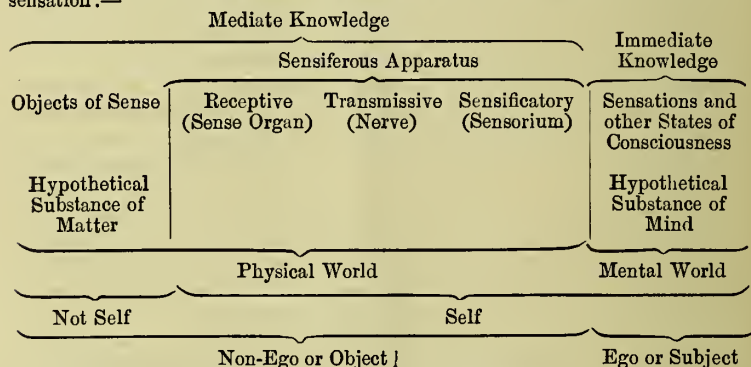 sensation:—
Mediate Knowledge
Immediate
Knowledge
Sensiferous Apparatus
Objects of Sense Receptive Transmissive Sensificatory Sensations and
(Sense Organ) (Nerve) (Sensorium) other States of
Consciousness
Hypothetical Hypothetical
Substance of Substance of
Matter Mind
Physical World Mental World
Not Self Self
Non-Ego or Object Ego or Subject